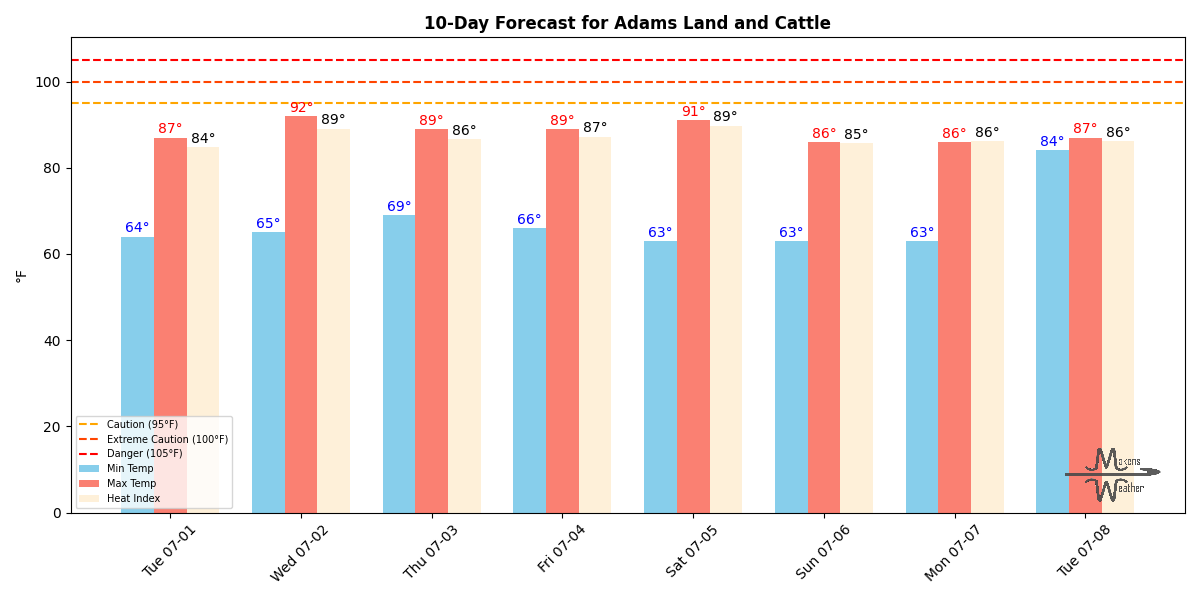 10-Day Forecast for Adams Land and Cattle
°F
100
80
60
40
20
0
64°
87°
84°
65°
92°
89°
69°
89°
86°
66°
89°
87°
63°
91°
89°
63°
86°
85°
63°
86°
86°
84°
87°
86°
Caution (95°F)
Extreme Caution (100°F)
Danger (105°F)
Min Temp
Max Temp
Heat Index
Tue 07-01
Wed 07-02
Thu 07-03
Fri 07-04
Sat 07-05
Sun 07-06
Mon 07-07
Tue 07-08